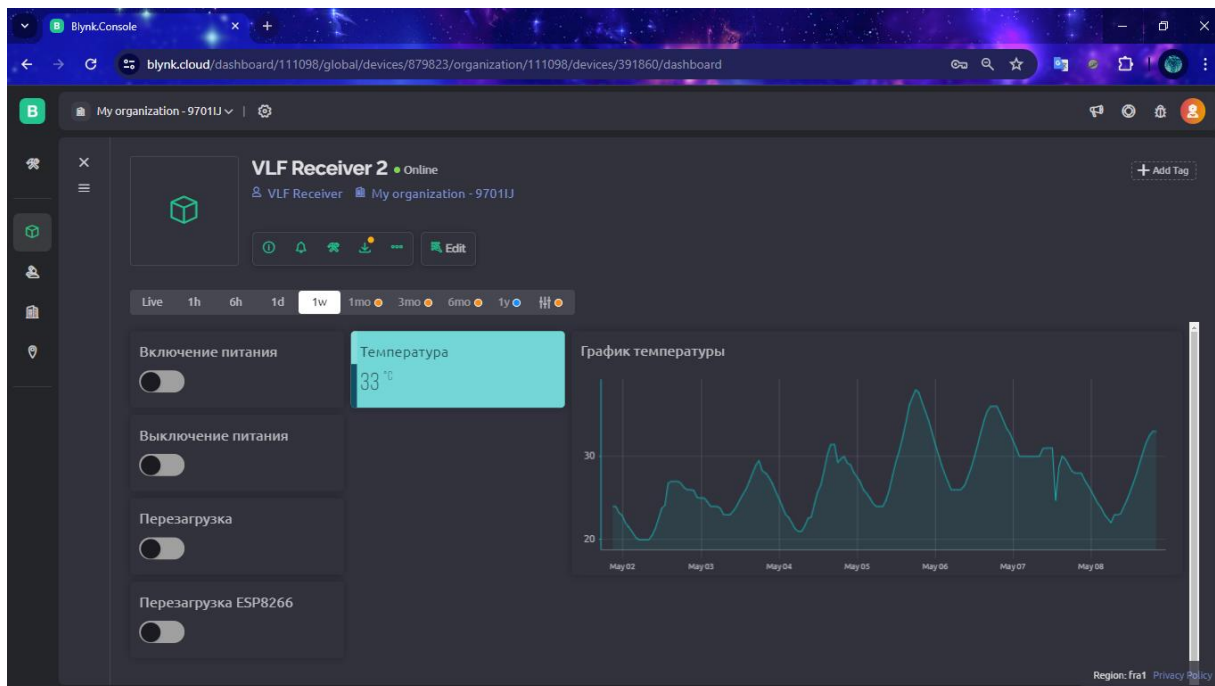 Blynk.Console
blynk.cloud/dashboard/111098/global/devices/879823/organization/111098/devices/391860/dashboard
B
My organization - 9701IJ
VLF Receiver 2
Online
VLF Receiver
My organization - 9701IJ
Add Tag
Edit
Live 1h 6h 1d 1w 1mo 3mo 6mo 1y
Включение питания
Температура
33 °C
График температуры
Выключение питания
Перезагрузка
Перезагрузка ESP8266
30
20
May 02 May 03 May 04 May 05 May 06 May 07 May 08
Region: fra1 Privacy Policy